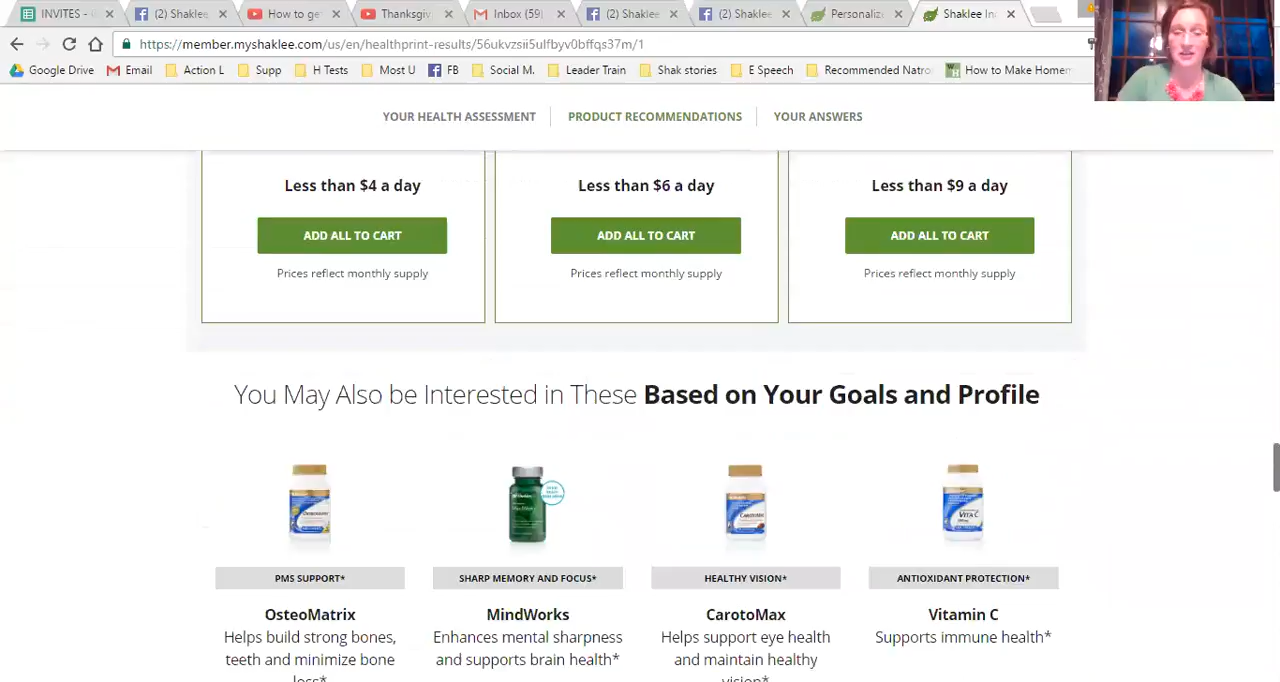 INVITES -
(2) Shaklee
How to ge
Thanksgiv
Inbox (59)
(2) Shaklee
(2) Shaklee
Personaliz
Shaklee In
https://member.myshaklee.com/us/en/healthprint-results/56ukvzsii5ulfbyv0bffqs37m/1
Google Drive Email Action L Supp H Tests Most U FB Social M. Leader Train Shak stories E Speech Recommended Natro How to Make Homem
YOUR HEALTH ASSESSMENT PRODUCT RECOMMENDATIONS YOUR ANSWERS
Less than $4 a day Less than $6 a day Less than $9 a day
ADD ALL TO CART ADD ALL TO CART ADD ALL TO CART
Prices reflect monthly supply Prices reflect monthly supply Prices reflect monthly supply
You May Also be Interested in These Based on Your Goals and Profile
PMS SUPPORT* SHARP MEMORY AND FOCUS* HEALTHY VISION* ANTIOXIDANT PROTECTION*
OsteoMatrix MindWorks CarotoMax Vitamin C
Helps build strong bones, Enhances mental sharpness Helps support eye health Supports immune health*
teeth and minimize bone and supports brain health* and maintain healthy
loss* vision*